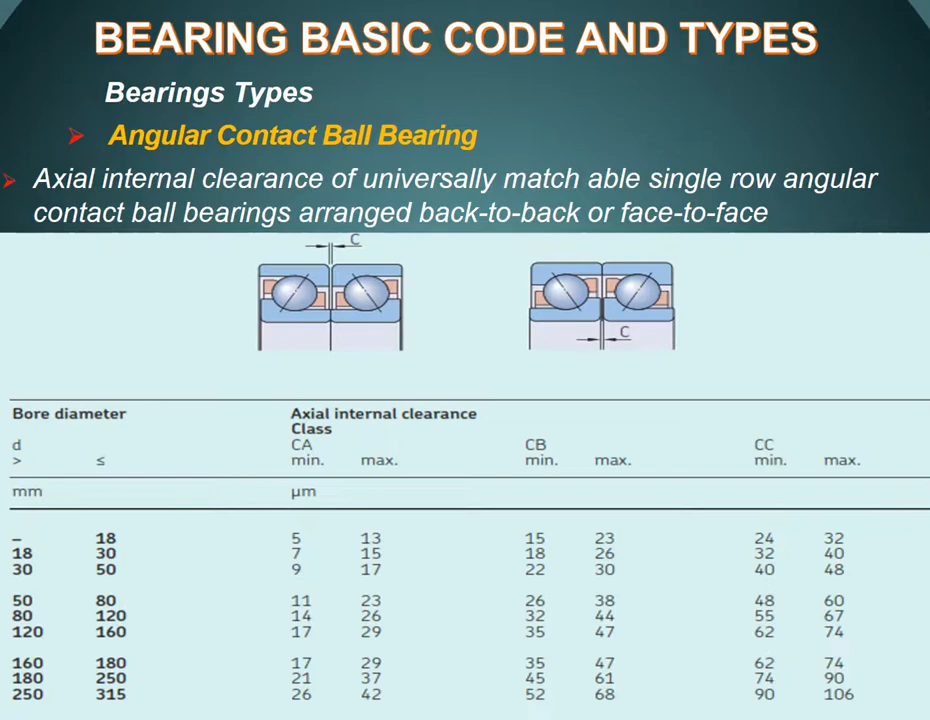 BEARING BASIC CODE AND TYPES
Bearings Types
Angular Contact Ball Bearing
Axial internal clearance of universally match able single row angular
contact ball bearings arranged back-to-back or face-to-face
C
C
Bore diameter Axial internal clearance
Class
d CA CB CC
> ≤ min. max. min. max. min. max.
mm μm
– 18 5 13 15 23 24 32
18 30 7 15 18 26 32 40
30 50 9 17 22 30 40 48
50 80 11 23 26 38 48 60
80 120 14 26 32 44 55 67
120 160 17 29 35 47 62 74
160 180 17 29 35 47 62 74
180 250 21 37 45 61 74 90
250 315 26 42 52 68 90 106